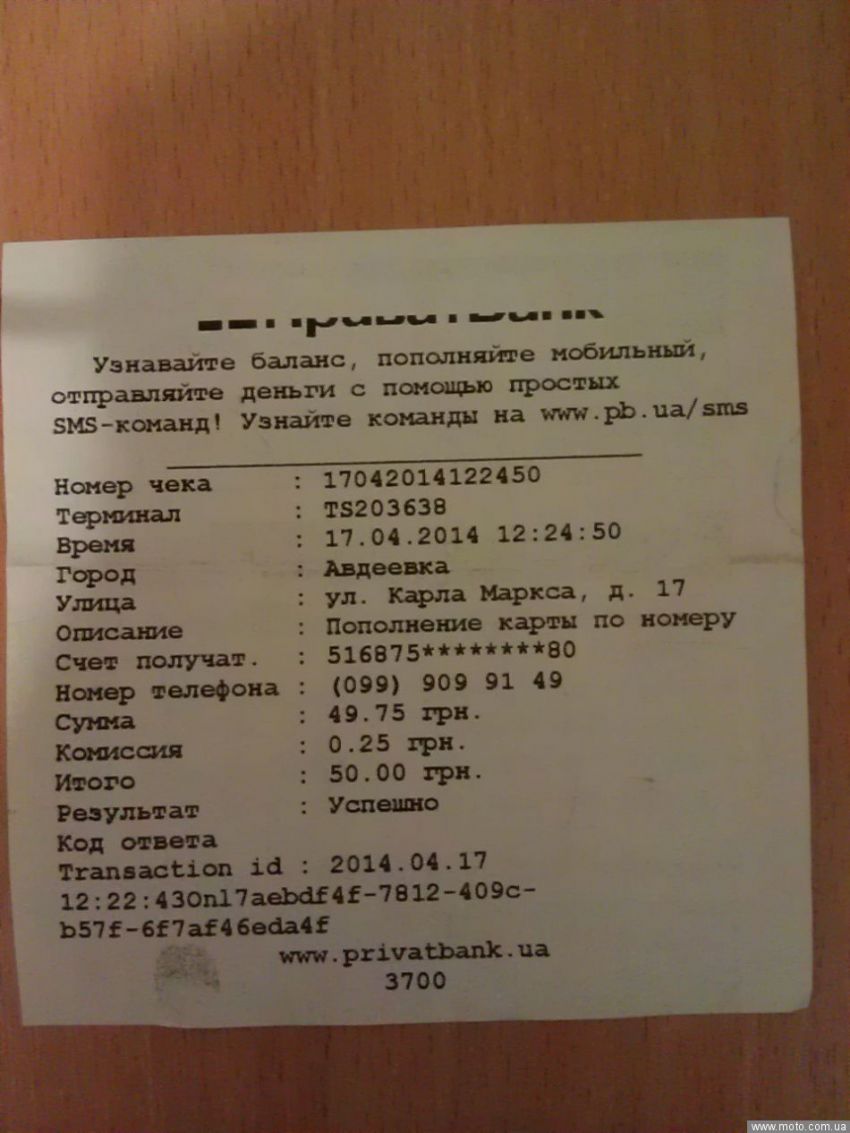 Узнавайте баланс, пополняйте мобильный,
отправляйте деньги с помощью простых
SMS-команд! Узнайте команды на www.pb.ua/sms
Номер чека : 17042014122450
Терминал : TS203638
Время : 17.04.2014 12:24:50
Город : Авдеевка
Улица : ул. Карла Маркса, д. 17
Описание : Пополнение карты по номеру
Счет получат. : 516875********80
Номер телефона : (099) 909 91 49
Сумма : 49.75 грн.
Комиссия : 0.25 грн.
Итого : 50.00 грн.
Результат : Успешно
Код ответа
Transaction id : 2014.04.17
12:22:430nl7aebdf4f-7812-409c-
b57f-6f7af46eda4f
www.privatbank.ua
3700
www.moto.com.ua